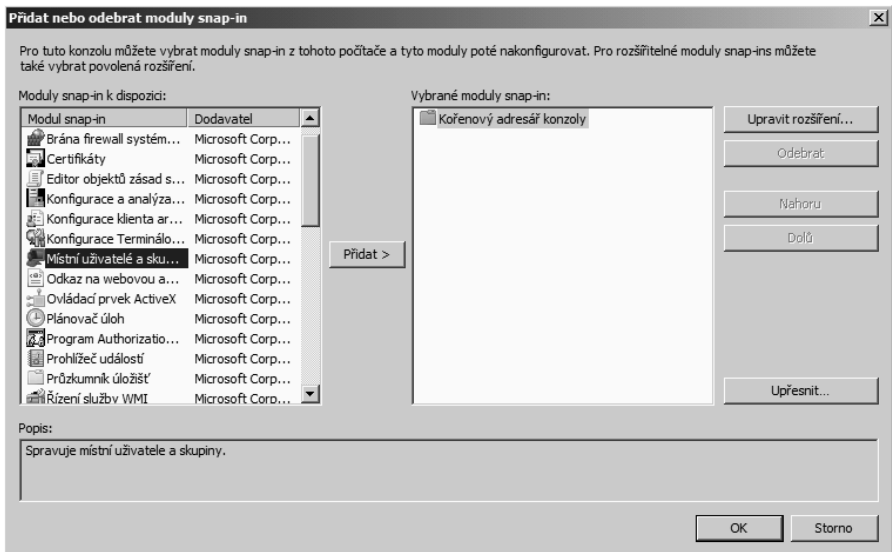 Přidat nebo odebrat moduly snap-in
Pro tuto konzolu můžete vybrat moduly snap-in z tohoto počítače a tyto moduly poté nakonfigurovat. Pro rozšířitelné moduly snap-ins můžete
také vybrat povolená rozšíření.
Moduly snap-in k dispozici:
Modul snap-in Dodavatel
Brána firewall systém... Microsoft Corp...
Certifikáty Microsoft Corp...
Editor objektů zásad s... Microsoft Corp...
Konfigurace a analýza... Microsoft Corp...
Konfigurace klienta ar... Microsoft Corp...
Konfigurace Terminálo... Microsoft Corp...
Místní uživatelé a sku... Microsoft Corp...
Odkaz na webovou a... Microsoft Corp...
Ovládací prvek ActiveX Microsoft Corp...
Plánovač úloh Microsoft Corp...
Program Authorizatio... Microsoft Corp...
Prohlížeč událostí Microsoft Corp...
Průzkumník úložišť Microsoft Corp...
Řízení služby WMI Microsoft Corp...
Přidat >
Vybrané moduly snap-in:
Kořenový adresář konzoly
Upravit rozšíření...
Odebrat
Nahoru
Dolů
Upřesnit...
Popis:
Spravuje místní uživatele a skupiny.
OK Storno